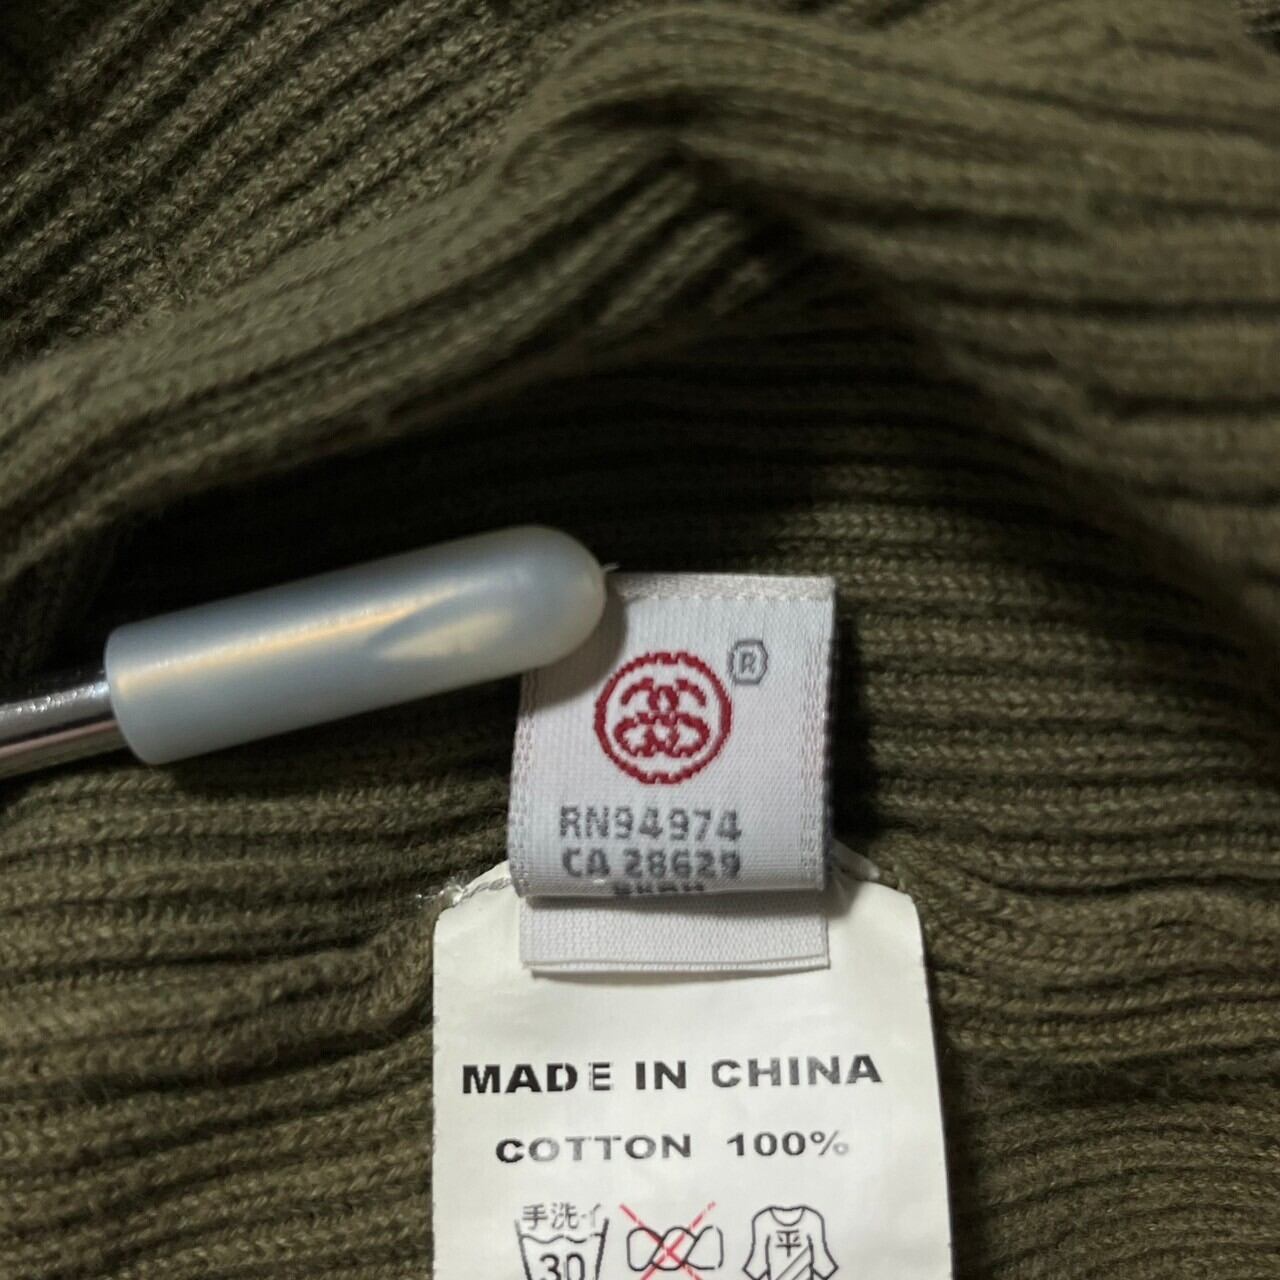 ®
RN94974
CA 28629
MADE IN CHINA
COTTON 100%
手洗イ
30
平